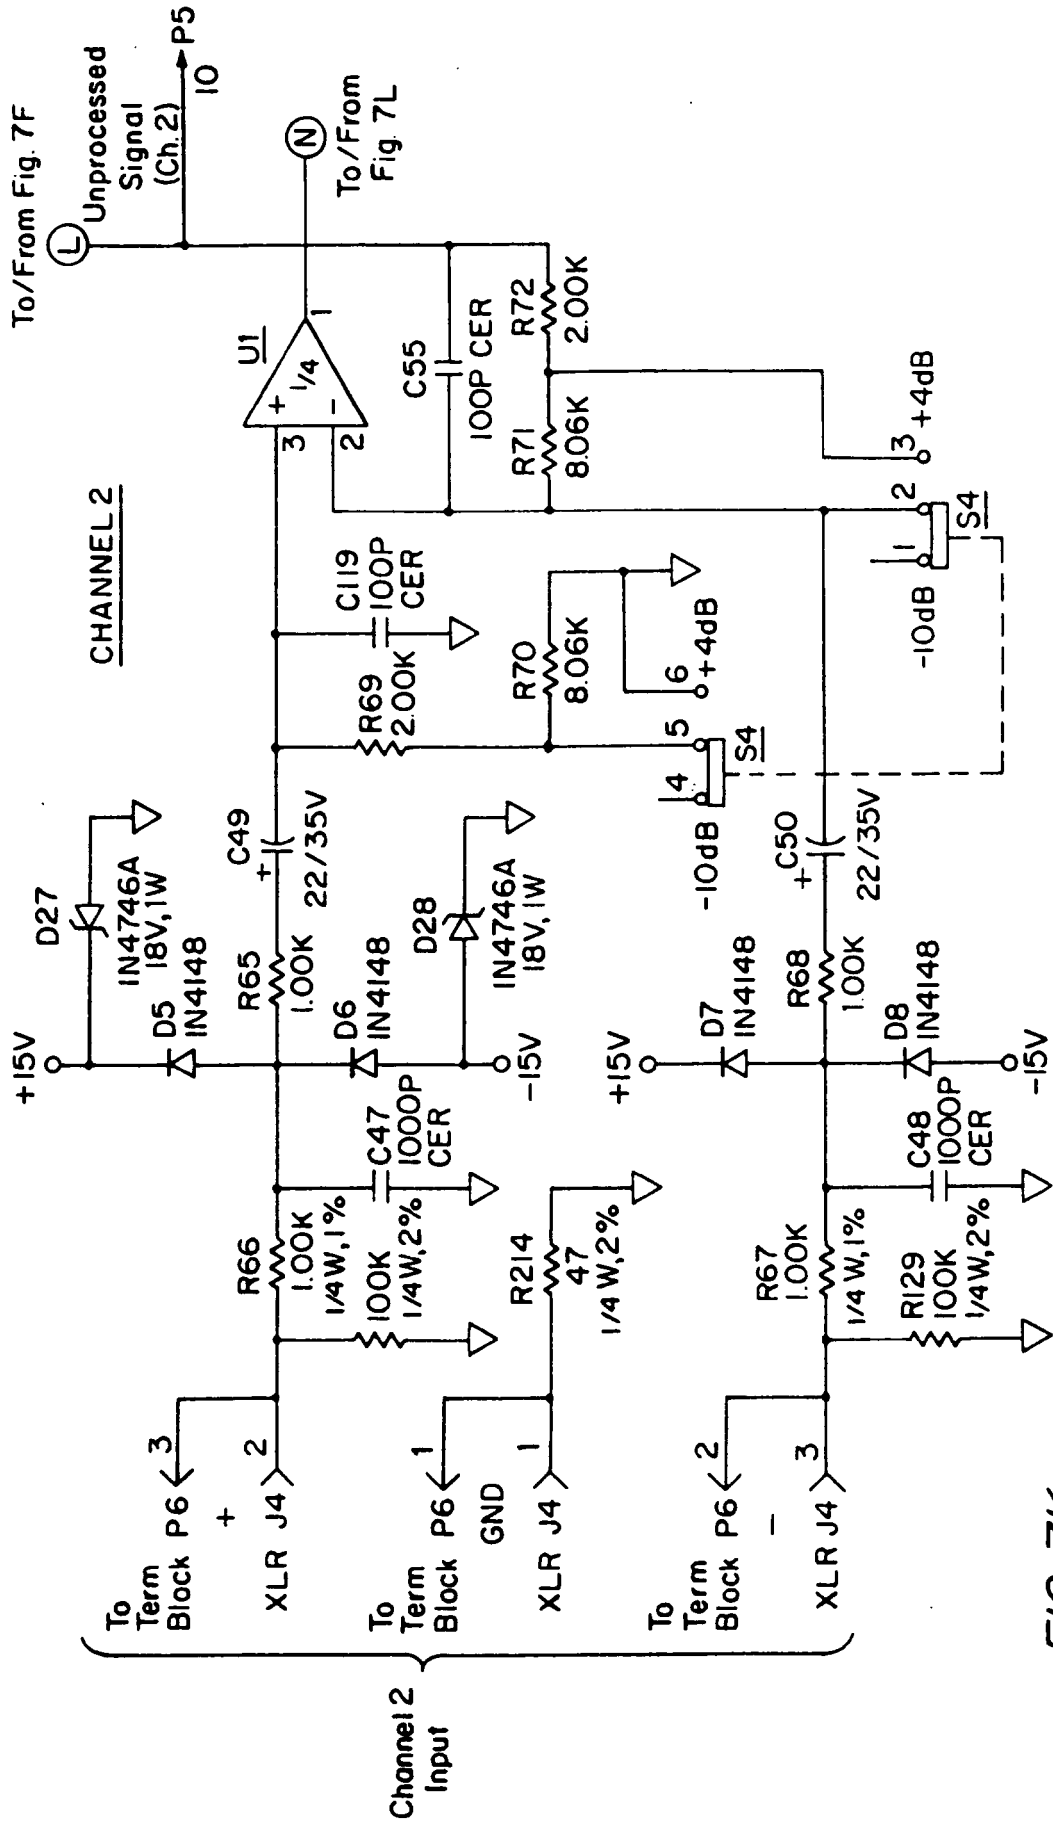 CHANNEL 2
To/From Fig. 7F
L
Unprocessed
Signal
(Ch. 2)
P5
10
N
To/From
Fig. 7L
U1
1/4
+
-
3
2
1
+15V
D27
1N4746A
18V, 1W
D5
1N4148
R65
1.00K
C49
+
22/35V
D6
1N4148
D28
1N4746A
18V, 1W
-15V
R69
2.00K
C119
100P
CER
C55
100P CER
R71
8.06K
R72
2.00K
R70
8.06K
6
+4dB
5
4
-10dB
S4
3
+4dB
2
1
-10dB
S4
+15V
D7
1N4148
R68
1.00K
C50
+
22/35V
D8
1N4148
-15V
Channel 2
Input
To
Term
Block P6
3
+
XLR J4
2
R66
1.00K
1/4W, 1%
100K
1/4W, 2%
C47
1000P
CER
To
Term
Block P6
1
GND
XLR J4
1
R214
47
1/4W, 2%
To
Term
Block P6
2
-
XLR J4
3
R67
1.00K
1/4W, 1%
R129
100K
1/4W, 2%
C48
1000P
CER